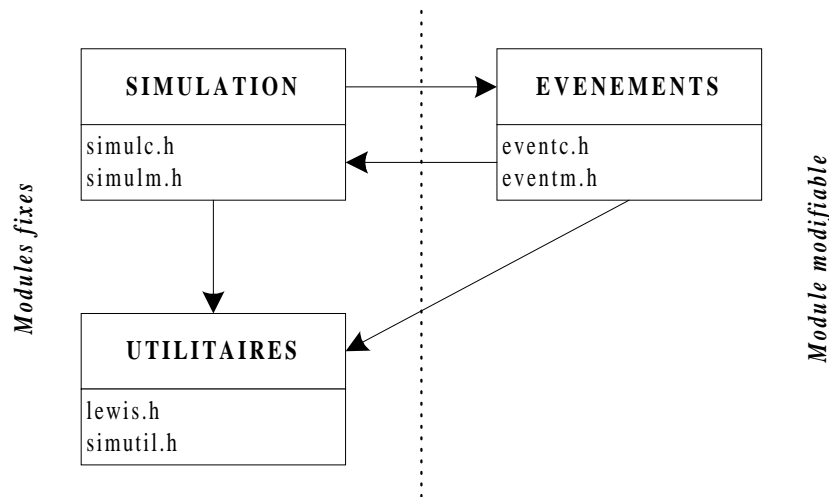 SIMULATION
simulc.h
simulm.h
EVENEMENTS
eventc.h
eventm.h
Modules fixes
Module modifiable
UTILITAIRES
lewis.h
simutil.h